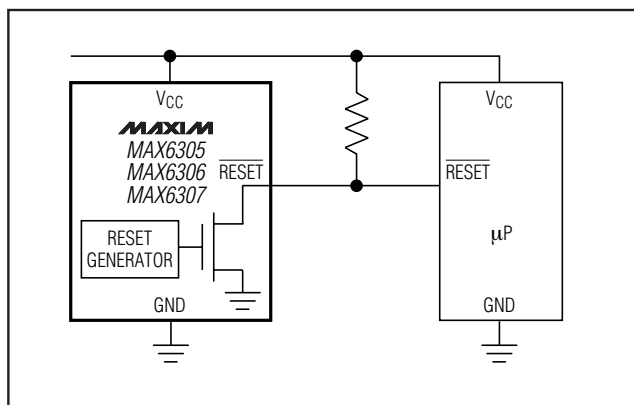 VCC
MAXIM
MAX6305
MAX6306
MAX6307
RESET
RESET
GENERATOR
GND
VCC
RESET
µP
GND